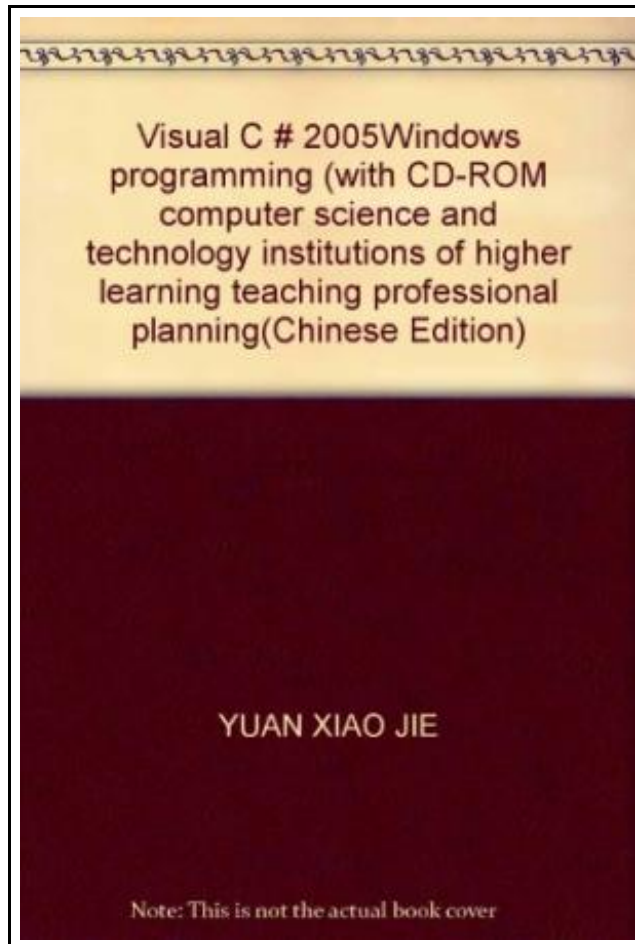 Visual C # 2005Windows
programming (with CD-ROM
computer science and
technology institutions of higher
learning teaching professional
planning(Chinese Edition)
YUAN XIAO JIE
Note: This is not the actual book cover